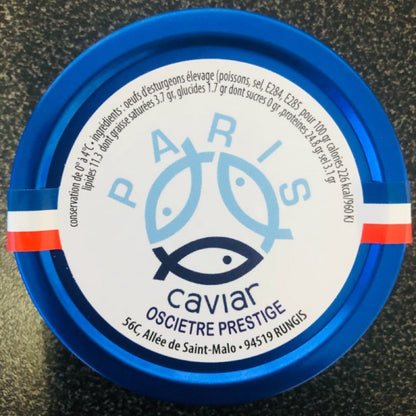 conservation de 0° à 4°C • ingrédients : oeufs d'esturgeons élevage (poissons, sel, E284, E285 pour 100 gr calories 226 kcal/960 KJ
lipides 11.3 dont graisse saturées 3.7 gr, glucides 1.7 gr dont sucres 0 gr, protéines 24.8 gr sel 3.1 gr
PARIS
caviar
OSCIETRE PRESTIGE
56C, Allée de Saint-Malo • 94519 RUNGIS